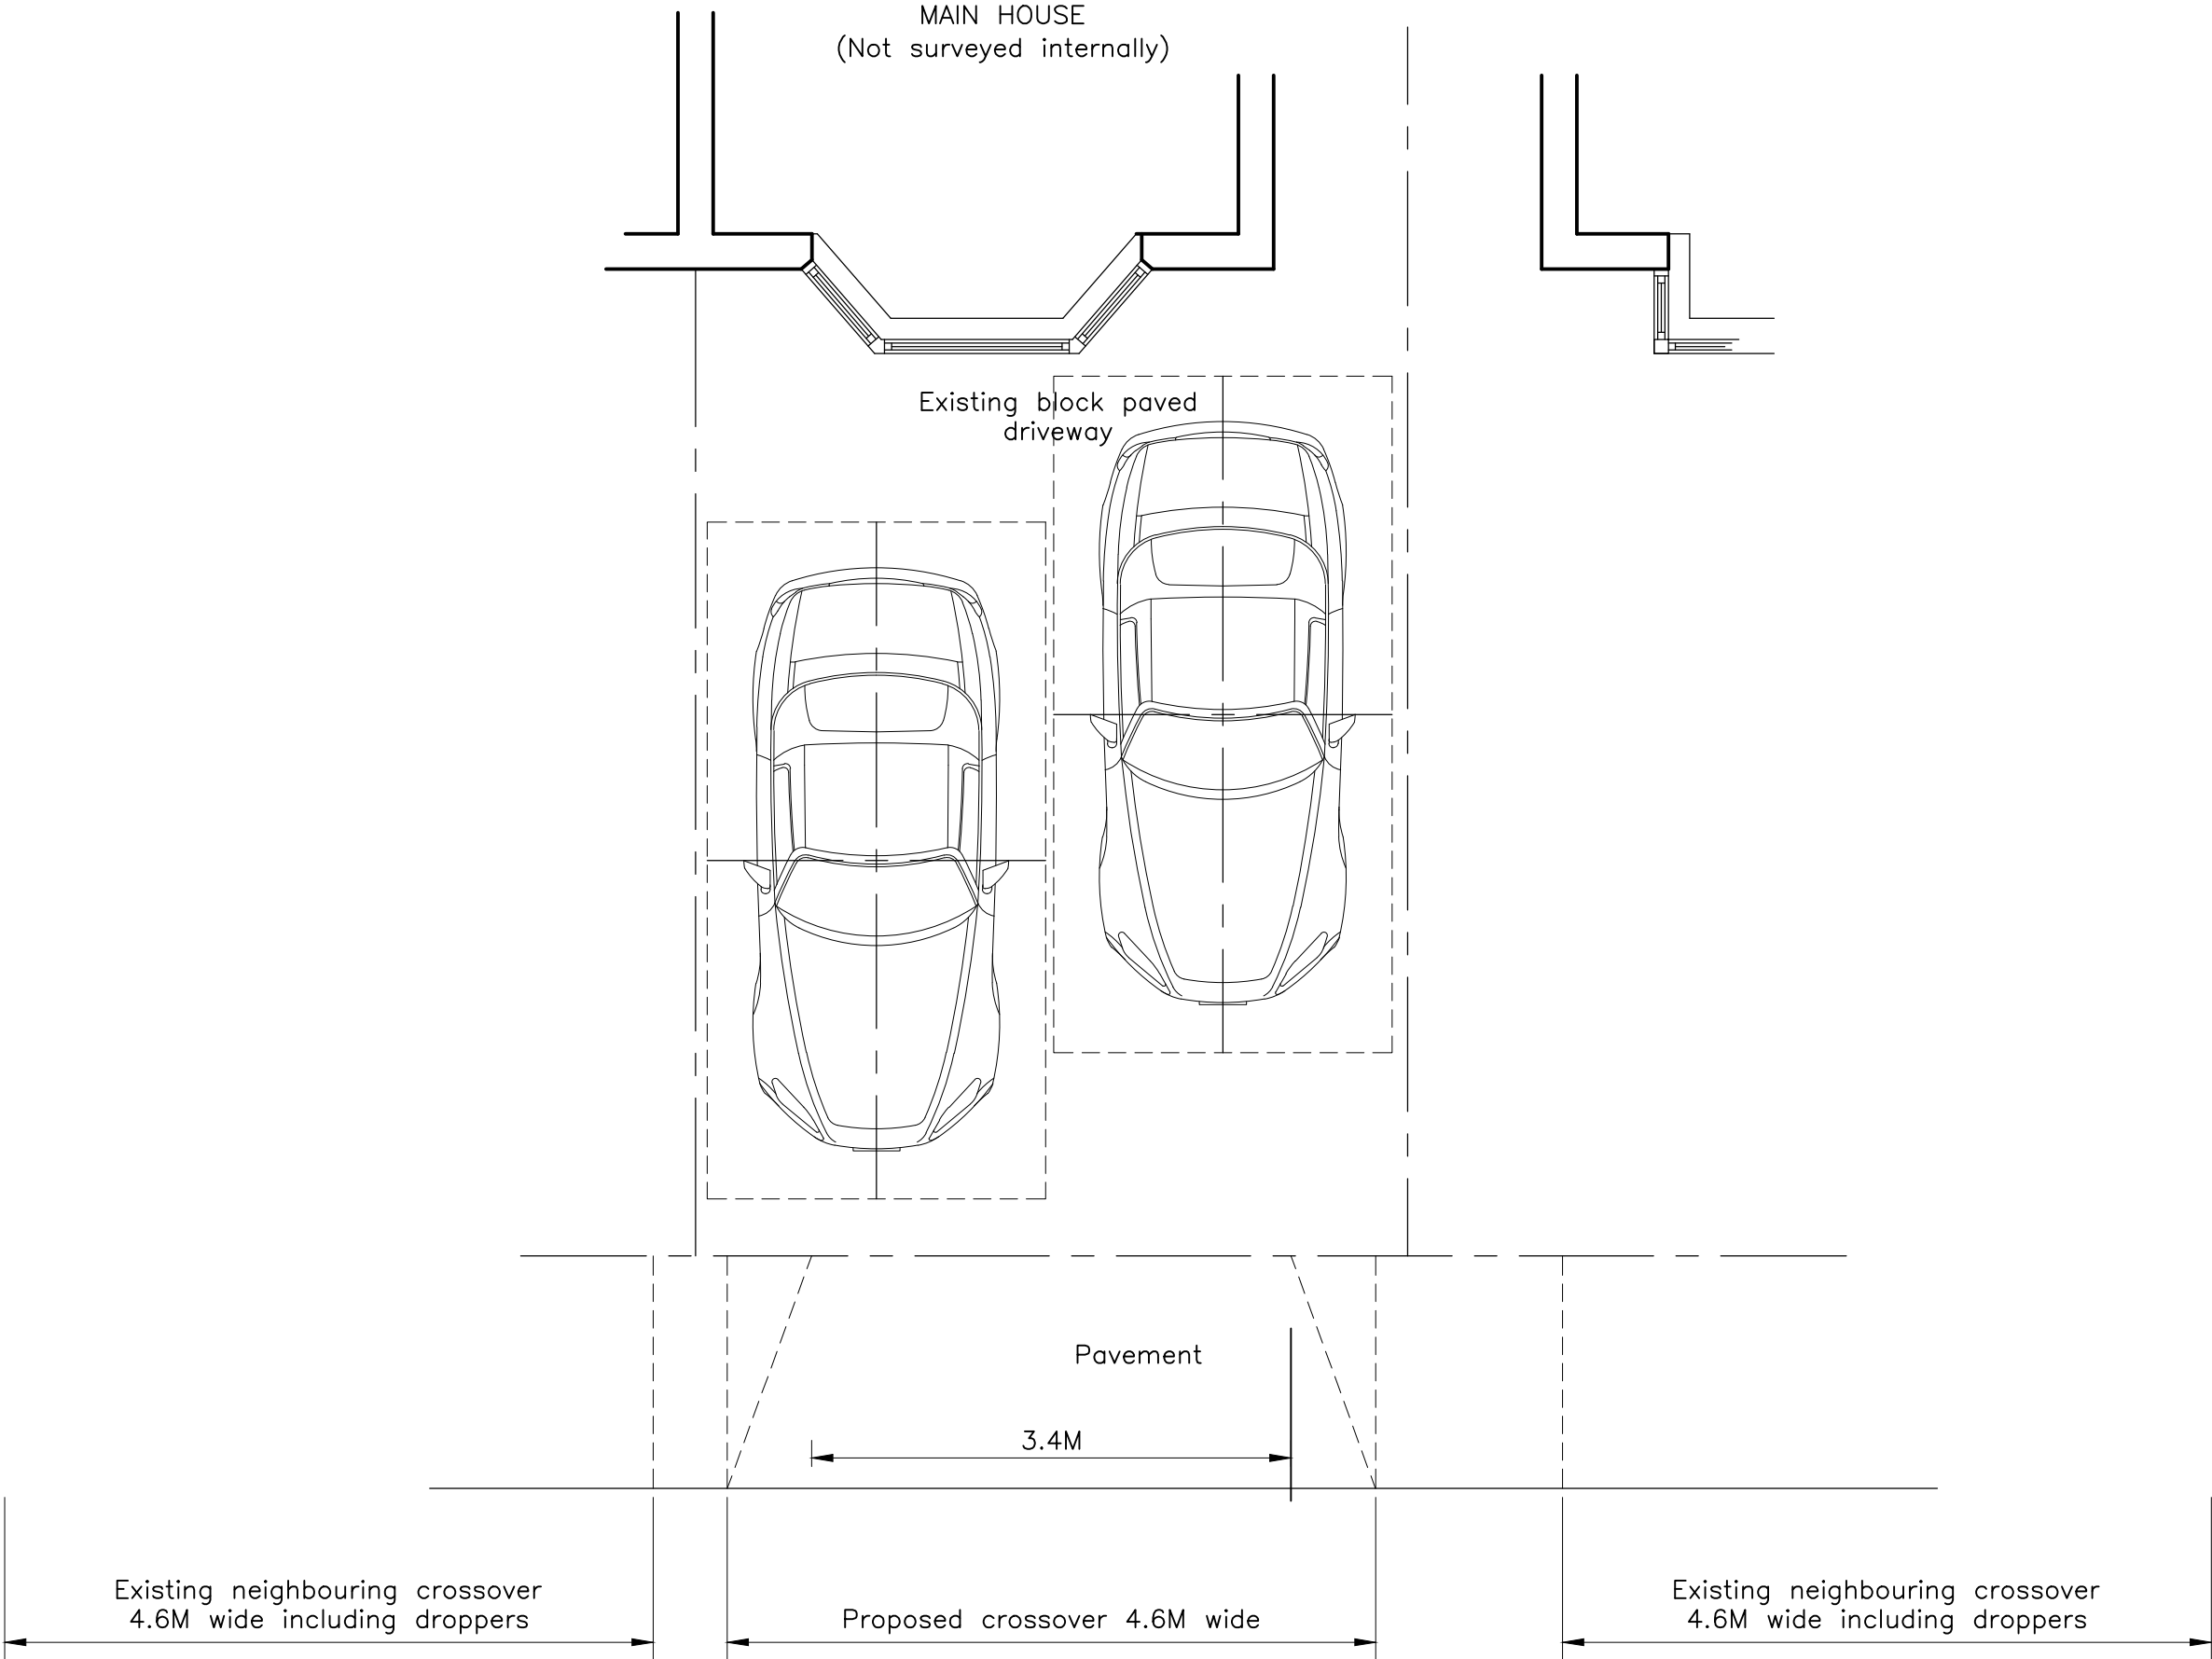 MAIN HOUSE
(Not surveyed internally)
Existing block paved
driveway
Pavement
3.4M
Existing neighbouring crossover
4.6M wide including droppers
Proposed crossover 4.6M wide
Existing neighbouring crossover
4.6M wide including droppers